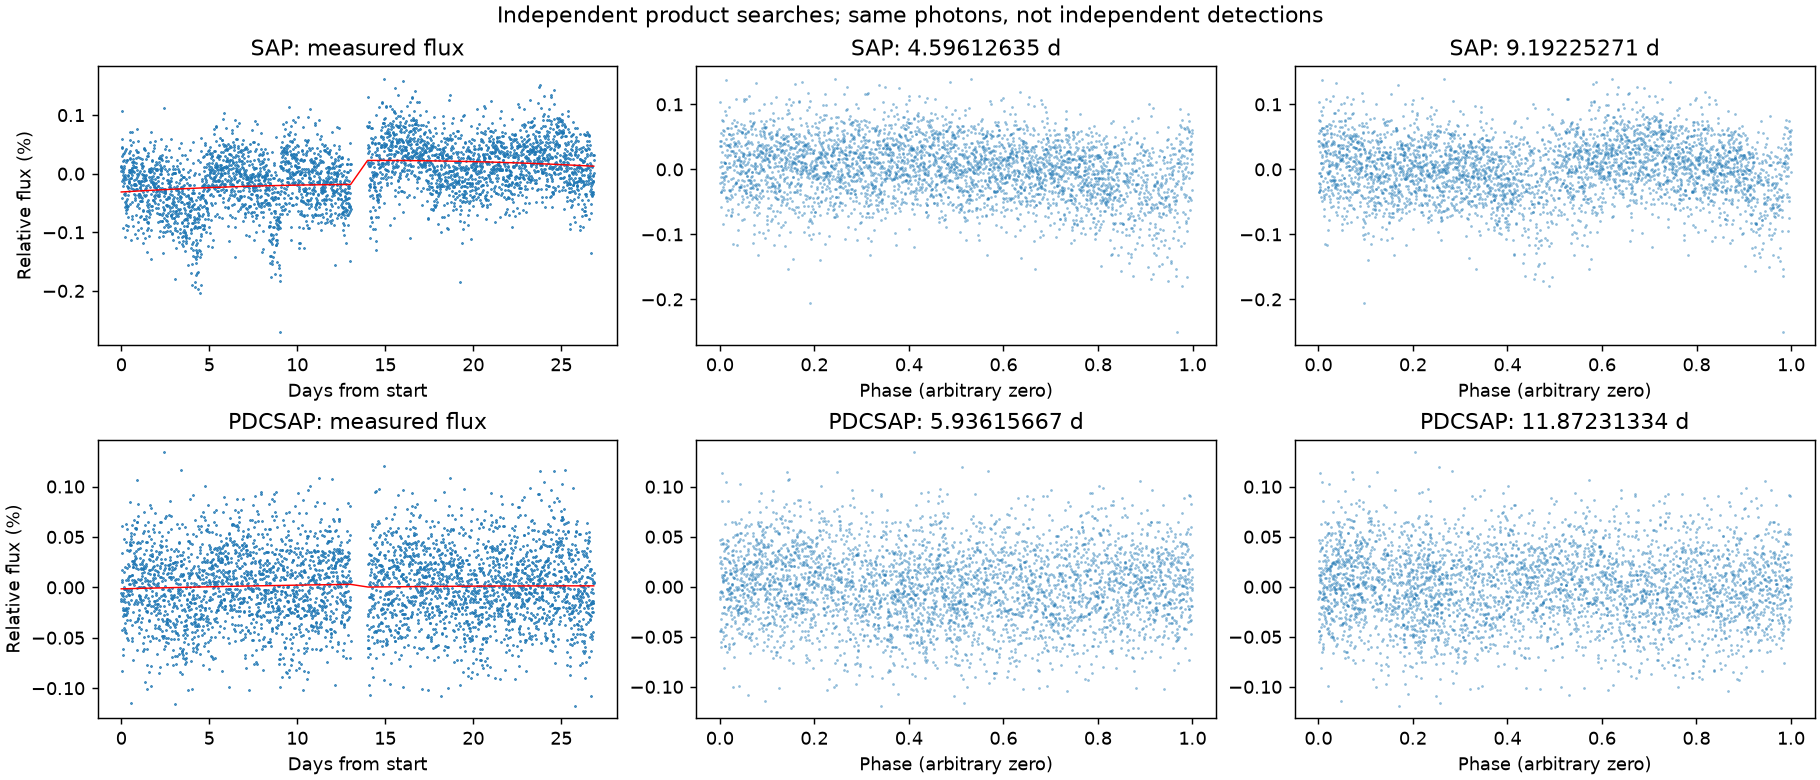 Independent product searches; same photons, not independent detections
SAP: measured flux
Relative flux (%)
0.1
0.0
−0.1
−0.2
0 5 10 15 20 25
Days from start
SAP: 4.59612635 d
0.1
0.0
−0.1
−0.2
0.0 0.2 0.4 0.6 0.8 1.0
Phase (arbitrary zero)
SAP: 9.19225271 d
0.1
0.0
−0.1
−0.2
0.0 0.2 0.4 0.6 0.8 1.0
Phase (arbitrary zero)
PDCSAP: measured flux
Relative flux (%)
0.10
0.05
0.00
−0.05
−0.10
0 5 10 15 20 25
Days from start
PDCSAP: 5.93615667 d
0.10
0.05
0.00
−0.05
−0.10
0.0 0.2 0.4 0.6 0.8 1.0
Phase (arbitrary zero)
PDCSAP: 11.87231334 d
0.10
0.05
0.00
−0.05
−0.10
0.0 0.2 0.4 0.6 0.8 1.0
Phase (arbitrary zero)